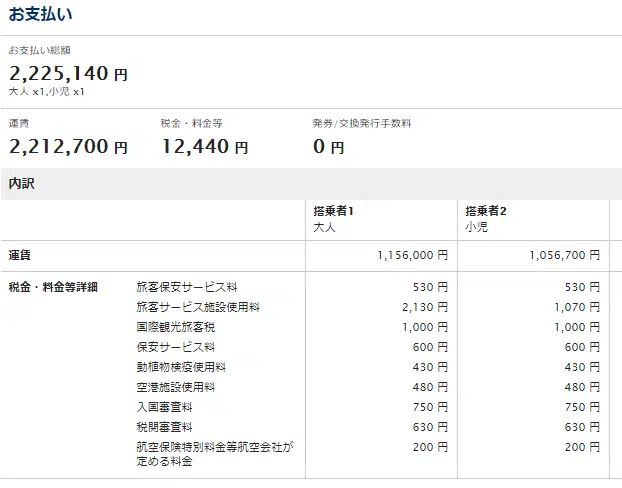 お支払い
お支払い総額
2,225,140 円
大人 x1,小児 x1
運賃 税金・料金等 発券/交換発行手数料
2,212,700 円 12,440 円 0 円
内訳
搭乗者1 搭乗者2
大人 小児
運賃 1,156,000 円 1,056,700 円
税金・料金等詳細 旅客保安サービス料 530 円 530 円
旅客サービス施設使用料 2,130 円 1,070 円
国際観光旅客税 1,000 円 1,000 円
保安サービス料 600 円 600 円
動植物検疫使用料 430 円 430 円
空港施設使用料 480 円 480 円
入国審査料 750 円 750 円
税関審査料 630 円 630 円
航空保険特別料金等航空会社が 200 円 200 円
定める料金